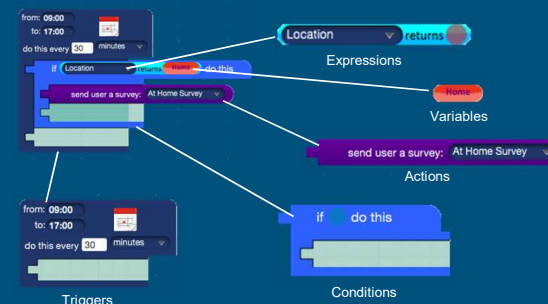 from: 09:00
to: 17:00
do this every 30 minutes
if Location returns Home do this
send user a survey: At Home Survey
Location returns
Expressions
Home
Variables
send user a survey: At Home Survey
Actions
from: 09:00
to: 17:00
do this every 30 minutes
Triggers
if do this
Conditions